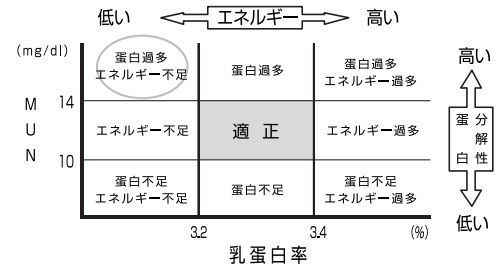 低い エネルギー 高い
(mg/dl)
蛋白過多
エネルギー不足
蛋白過多
蛋白過多
エネルギー過多
高い
MUN
14
エネルギー不足
適正
エネルギー過多
蛋白分解性
10
蛋白不足
エネルギー不足
蛋白不足
蛋白不足
エネルギー過多
低い
3.2 3.4 (%)
乳蛋白率